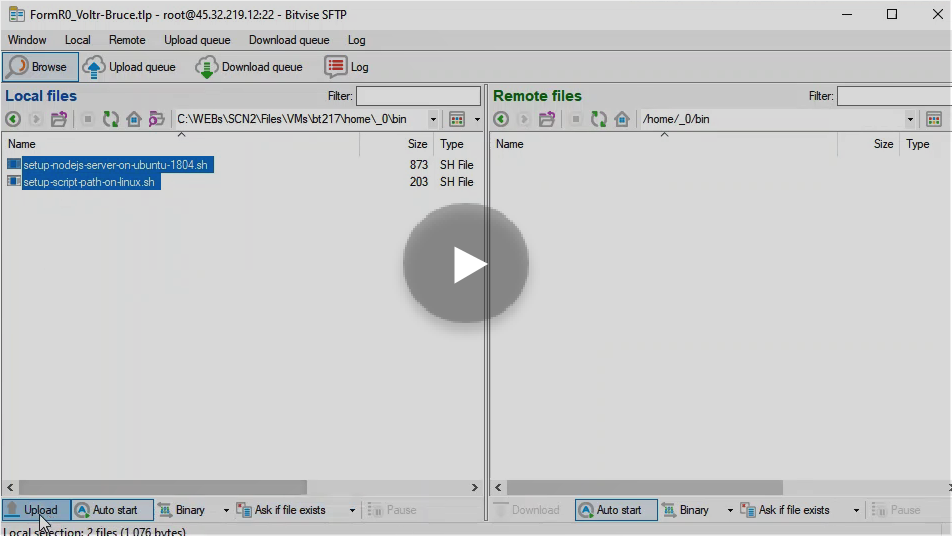 FormR0_Voltr-Bruce.tlp - root@45.32.219.12:22 - Bitvise SFTP
Window Local Remote Upload queue Download queue Log
Browse Upload queue Download queue Log
Local files Filter:
Remote files Filter:
C:\WEBs\SCN2\Files\VMs\bt217\home\_0\bin
/home/_0/bin
Name Size Type
Name Size Type
setup-nodejs-server-on-ubuntu-1804.sh 873 SH File
setup-script-path-on-linux.sh 203 SH File
Upload Auto start Binary Ask if file exists Pause
Download Auto start Binary Ask if file exists Pause
Local selection: 2 files (1,076 bytes)